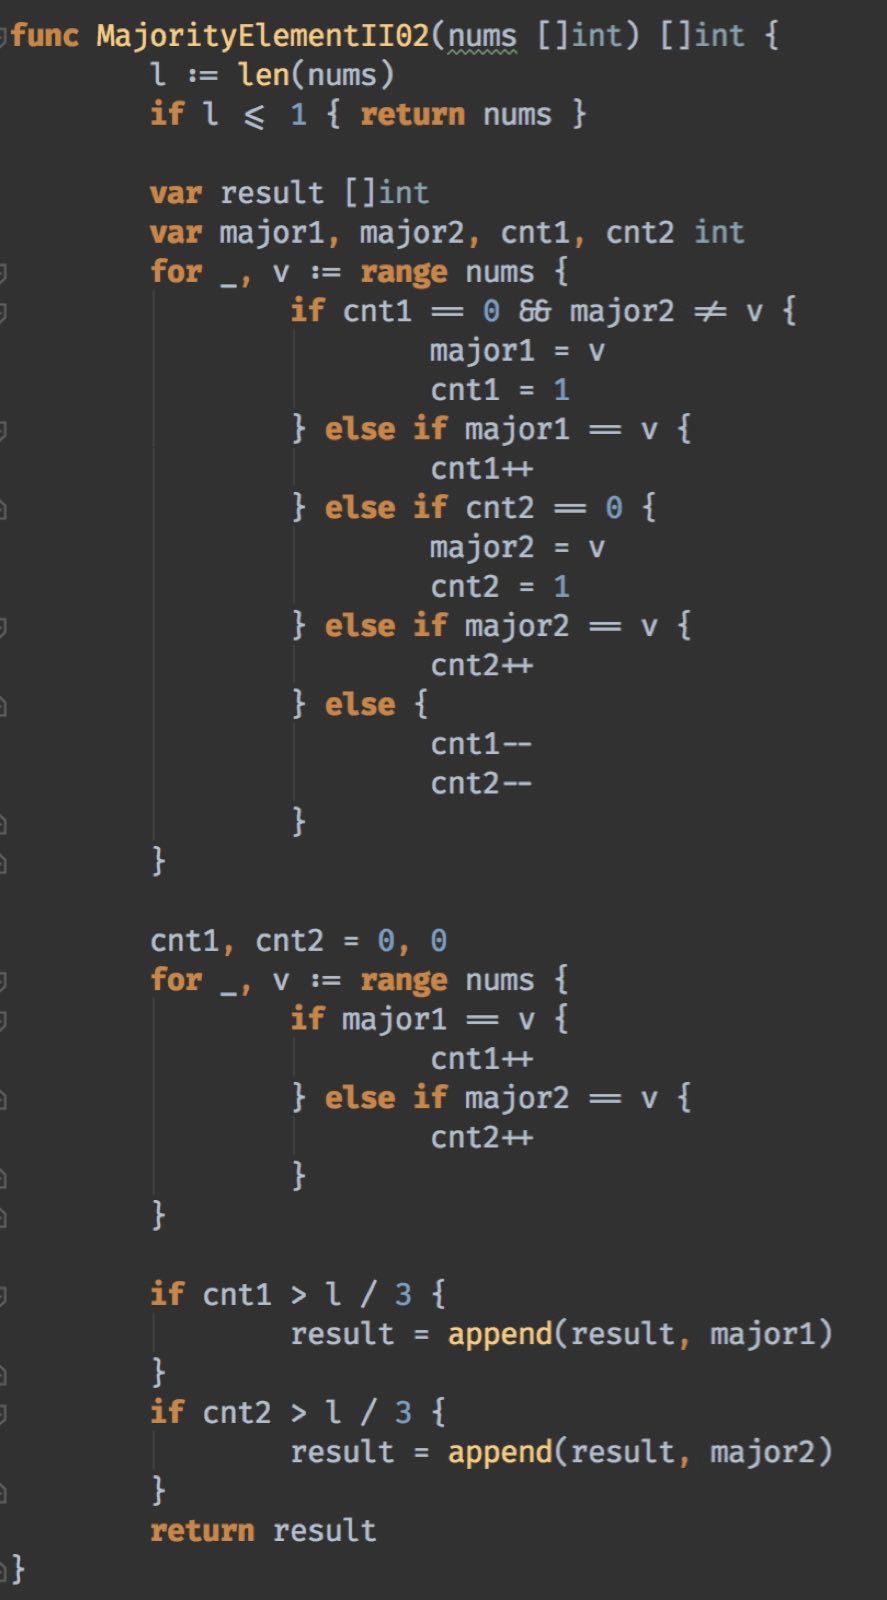 func MajorityElementII02(nums []int) []int {
l := len(nums)
if l <= 1 { return nums }
var result []int
var major1, major2, cnt1, cnt2 int
for _, v := range nums {
if cnt1 == 0 && major2 != v {
major1 = v
cnt1 = 1
} else if major1 == v {
cnt1++
} else if cnt2 == 0 {
major2 = v
cnt2 = 1
} else if major2 == v {
cnt2++
} else {
cnt1--
cnt2--
}
}
cnt1, cnt2 = 0, 0
for _, v := range nums {
if major1 == v {
cnt1++
} else if major2 == v {
cnt2++
}
}
if cnt1 > l / 3 {
result = append(result, major1)
}
if cnt2 > l / 3 {
result = append(result, major2)
}
return result
}